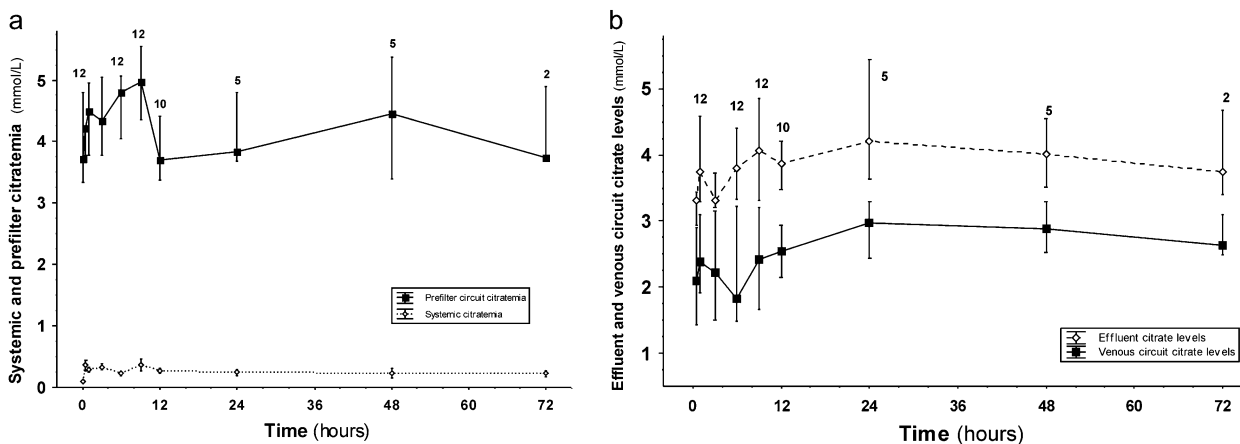 a
Systemic and prefilter citratemia (mmol/L)
5
4
3
2
1
0
12
12
12
10
5
5
2
Prefilter circuit citratemia
Systemic citratemia
0 12 24 36 48 60 72
Time (hours)
b
Effluent and venous circuit citrate levels (mmol/L)
6
5
4
3
2
1
12
12
12
10
5
5
2
Effluent citrate levels
Venous circuit citrate levels
0 12 24 36 48 60 72
Time (hours)